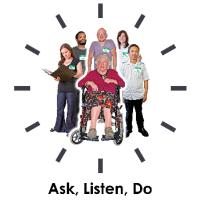 Ask, Listen, Do